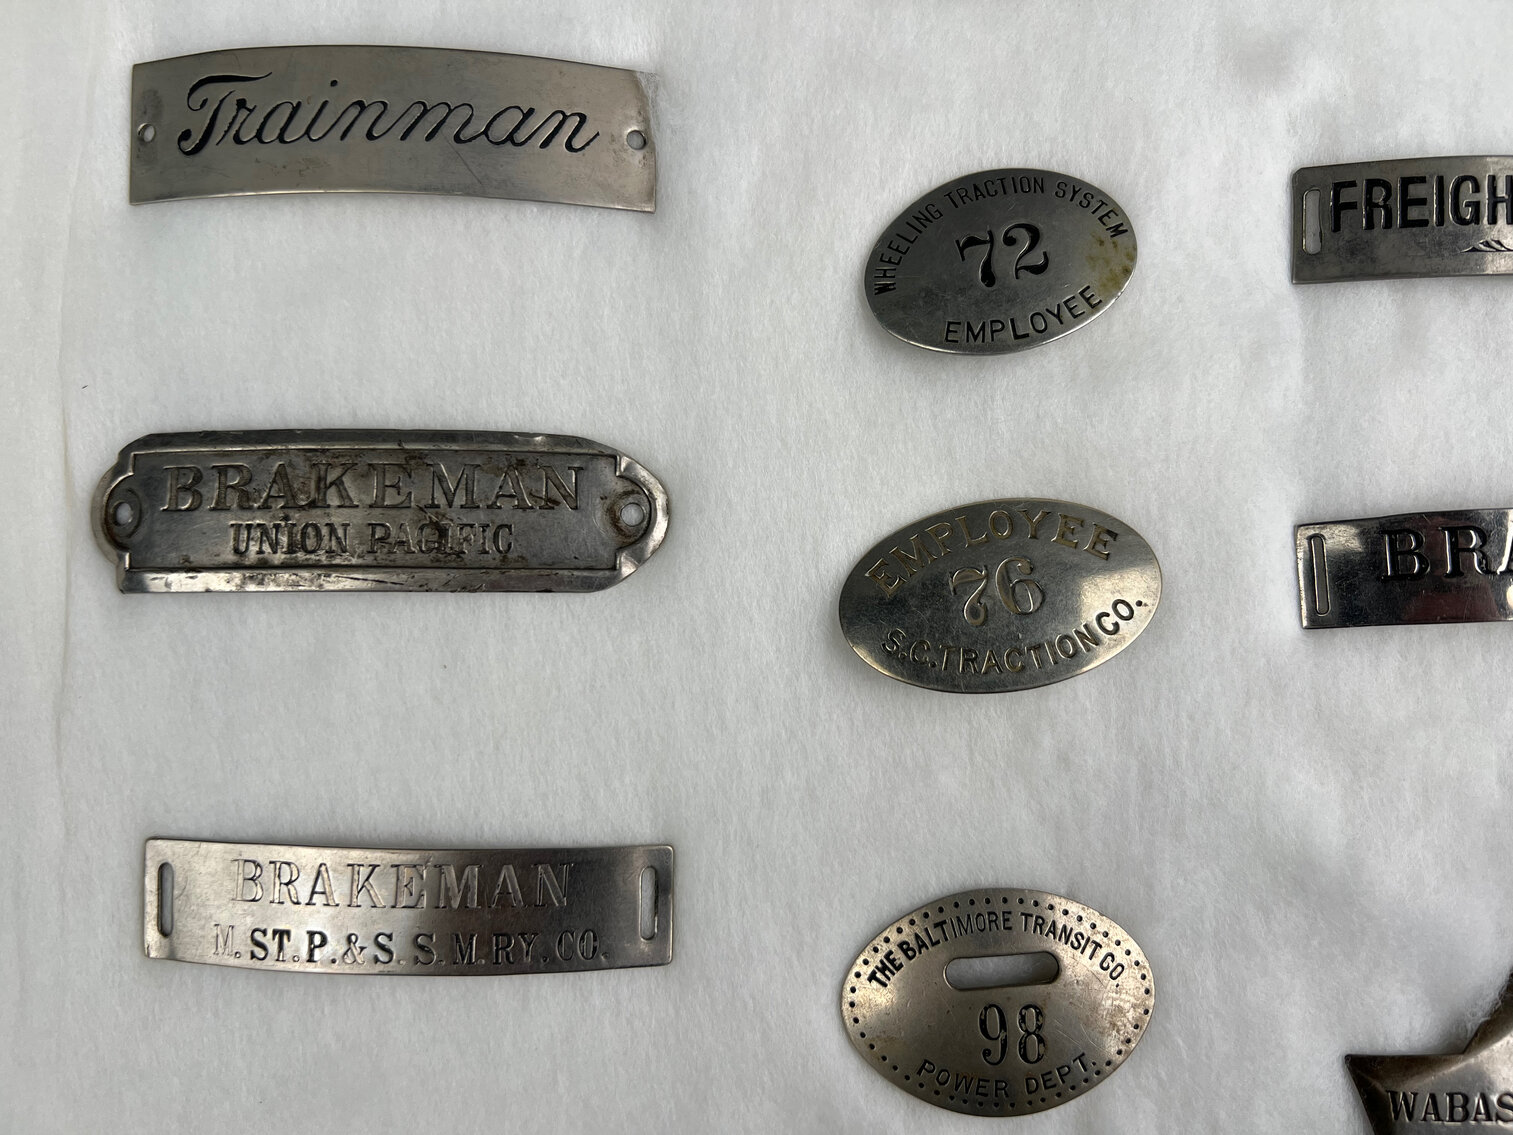 Trainman
BRAKEMAN
UNION PACIFIC
BRAKEMAN
M. ST. P. & S. S. M. RY. CO.
WHEELING TRACTION SYSTEM
72
EMPLOYEE
EMPLOYEE
76
S.C. TRACTION CO.
THE BALTIMORE TRANSIT CO.
98
POWER DEPT.
FREIGH
BRA
WABAS